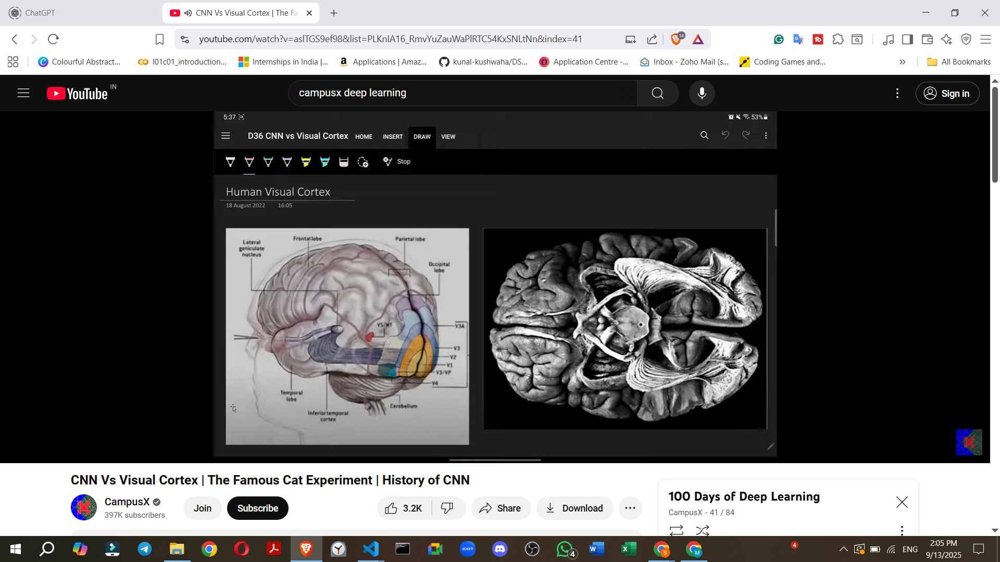 ChatGPT
CNN Vs Visual Cortex | The Fa
youtube.com/watch?v=aslTGS9ef98&list=PLKnIA16_RmvYuZauWaPlRTC54KxSNLtNn&index=41
14
Colourful Abstract...
l01c01_introduction...
Internships in India |...
Applications | Amaz...
kunal-kushwaha/DS...
Application Centre -...
Inbox - Zoho Mail (s...
Coding Games and...
All Bookmarks
YouTube IN
campusx deep learning
Sign in
5:37
53%
D36 CNN vs Visual Cortex
HOME
INSERT
DRAW
VIEW
Stop
Human Visual Cortex
18 August 2022 16:05
Lateral
geniculate
nucleus
Frontal lobe
Parietal lobe
Occipital
lobe
V5/MT
V3A
V3
V2
V1
V3/VP
V4
Temporal
lobe
Inferior temporal
cortex
Cerebellum
CNN Vs Visual Cortex | The Famous Cat Experiment | History of CNN
CampusX
397K subscribers
Join
Subscribe
3.2K
Share
Download
100 Days of Deep Learning
CampusX - 41 / 84
zoom
4
4
ENG
2:05 PM
9/13/2025